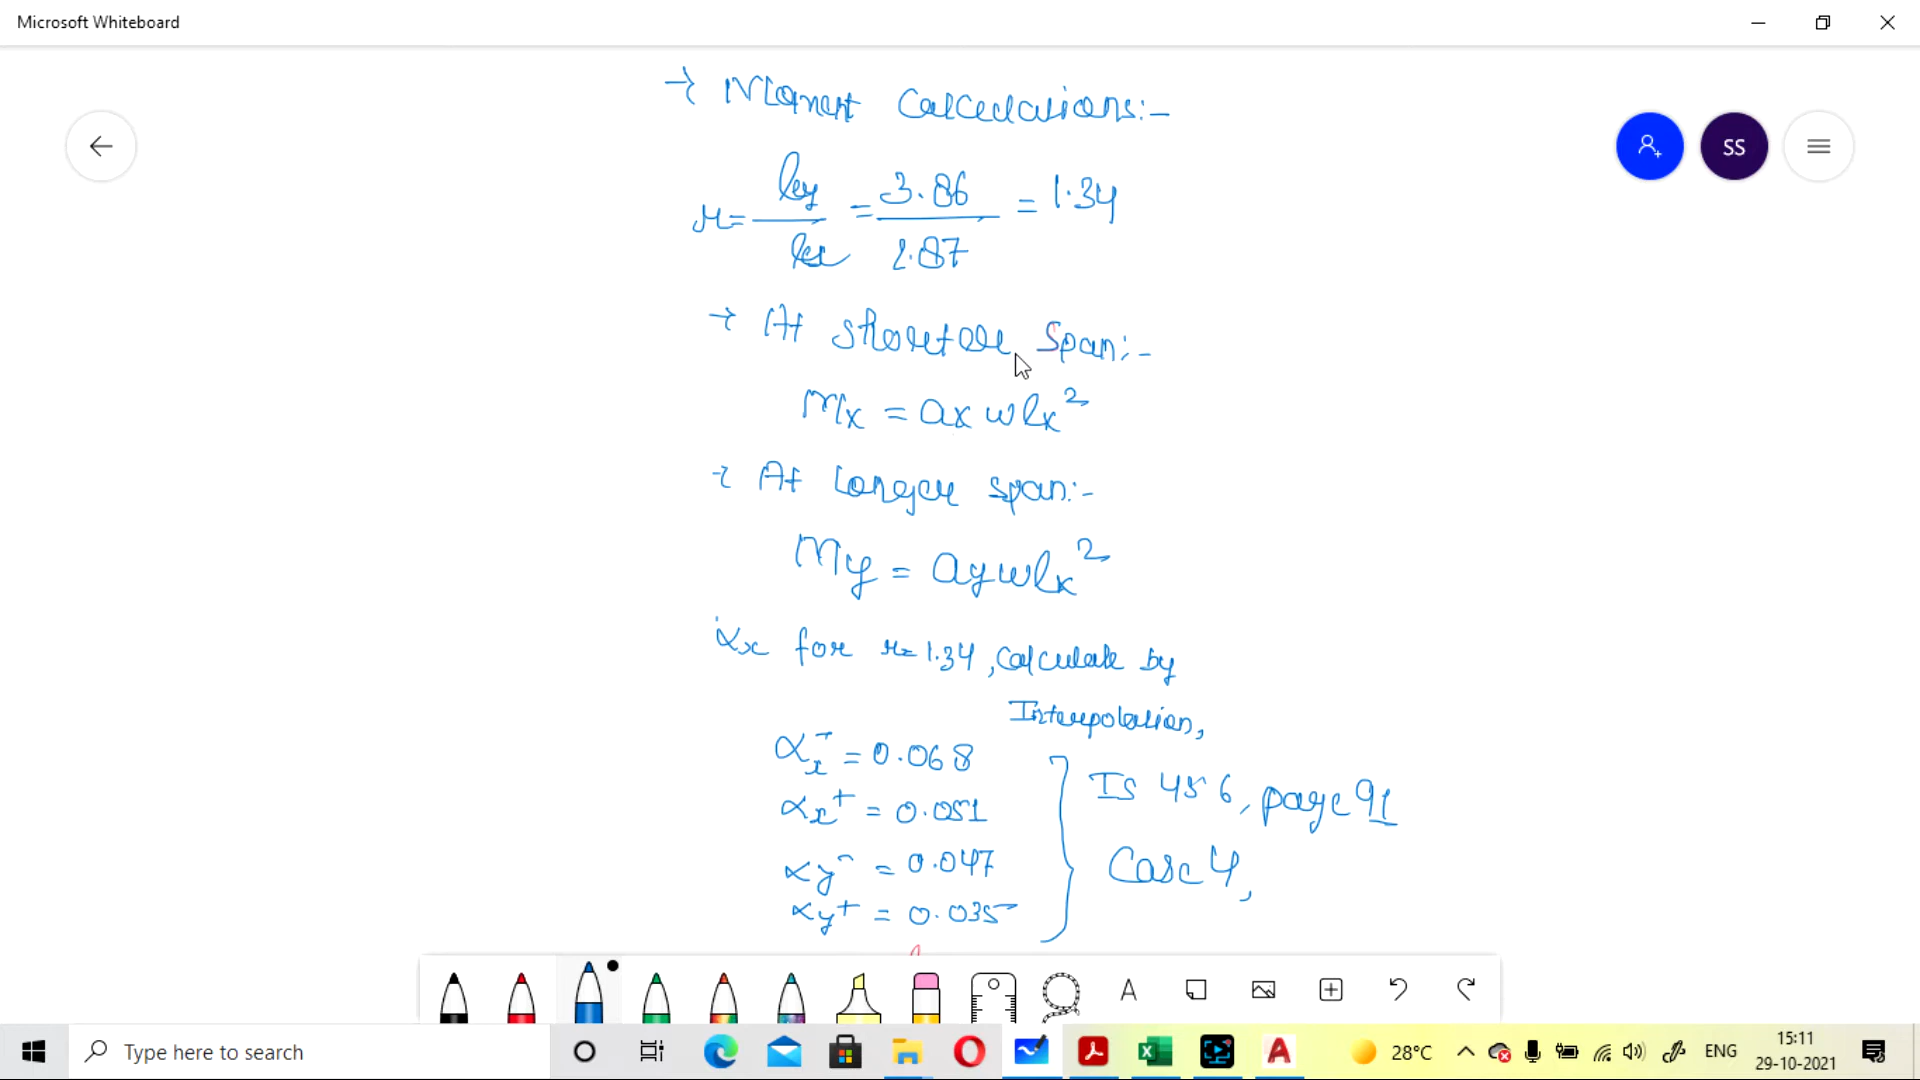 Microsoft Whiteboard
SS
→ Moment Calculations:-
r = ley / lex = 3.86 / 2.87 = 1.34
→ At shorter span:-
Mx = αx w lx²
→ At Longer span:-
My = αy w lx²
αx for r = 1.34, calculate by
Interpolation,
αx⁻ = 0.068
αx⁺ = 0.051
αy⁻ = 0.047
αy⁺ = 0.035
Is 456, page 91
Case 4,
Type here to search
28°C
ENG
15:11
29-10-2021